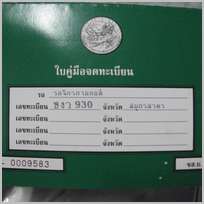 ใบคู่มือจดทะเบียน
รถ รถจักรยานยนต์
เลขทะเบียน ขงว 930 จังหวัด สมุทรสาคร
เลขทะเบียน จังหวัด
เลขทะเบียน จังหวัด
เลขทะเบียน จังหวัด
0009583